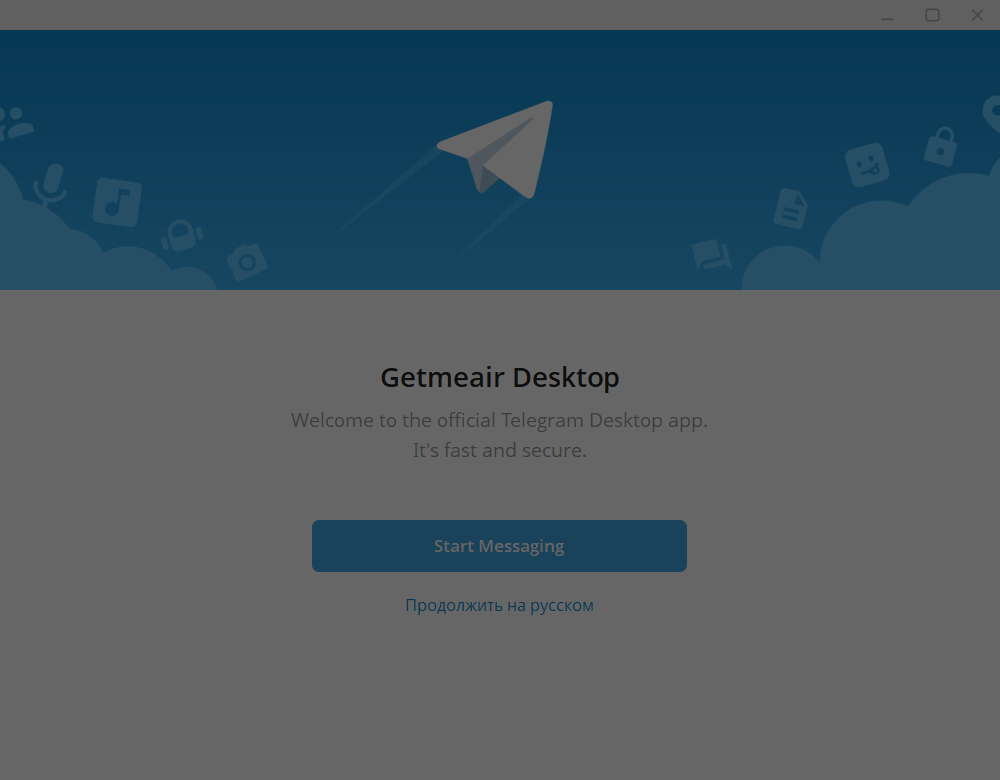 Getmeair Desktop
Welcome to the official Telegram Desktop app.
It's fast and secure.
Start Messaging
Продолжить на русском